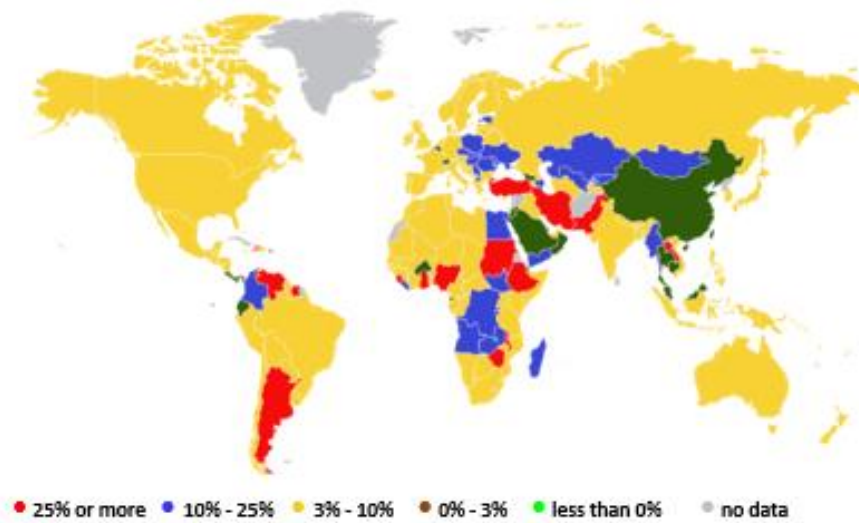 25% or more 10% - 25% 3% - 10% 0% - 3% less than 0% no data